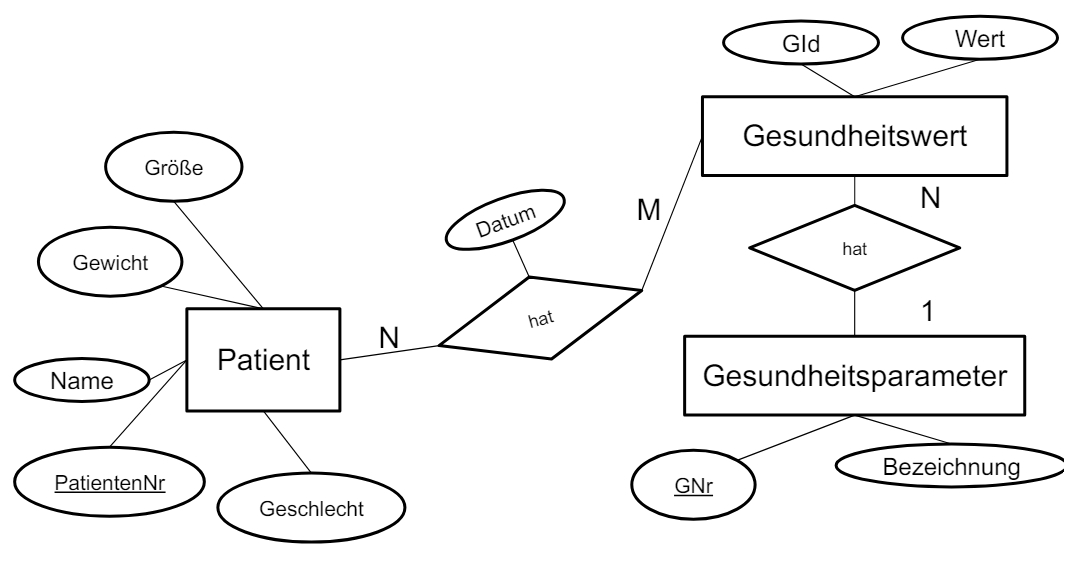 GId
Wert
Gesundheitswert
Größe
N
M
Datum
hat
Gewicht
hat
1
N
Patient
Gesundheitsparameter
Name
PatientenNr
Geschlecht
GNr
Bezeichnung